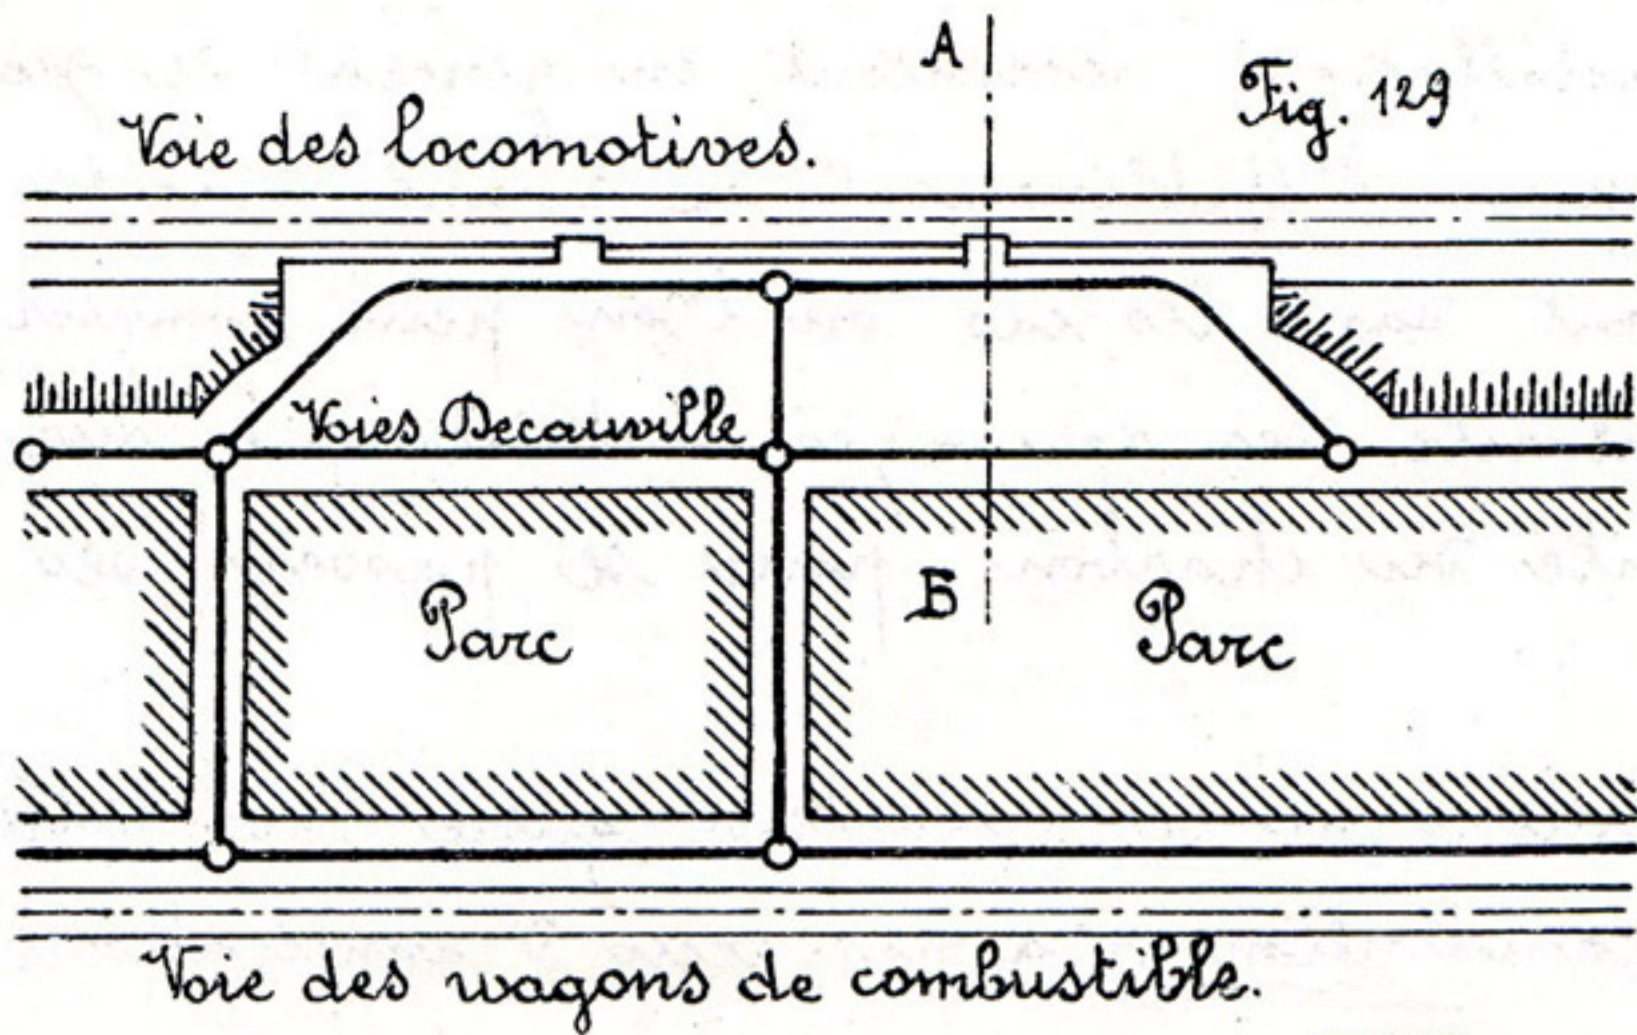 A
Fig. 129
Voie des locomotives.
Voies Decauville
Parc
B
Parc
Voie des wagons de combustible.